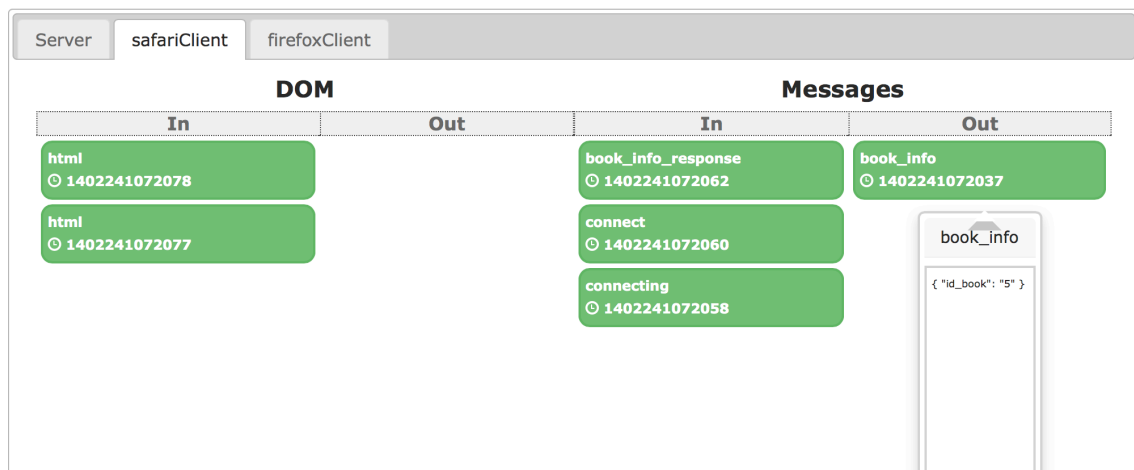 Server safariClient firefoxClient
DOM Messages
In Out In Out
html
1402241072078
html
1402241072077
book_info_response
1402241072062
connect
1402241072060
connecting
1402241072058
book_info
1402241072037
book_info
{ "id_book": "5" }